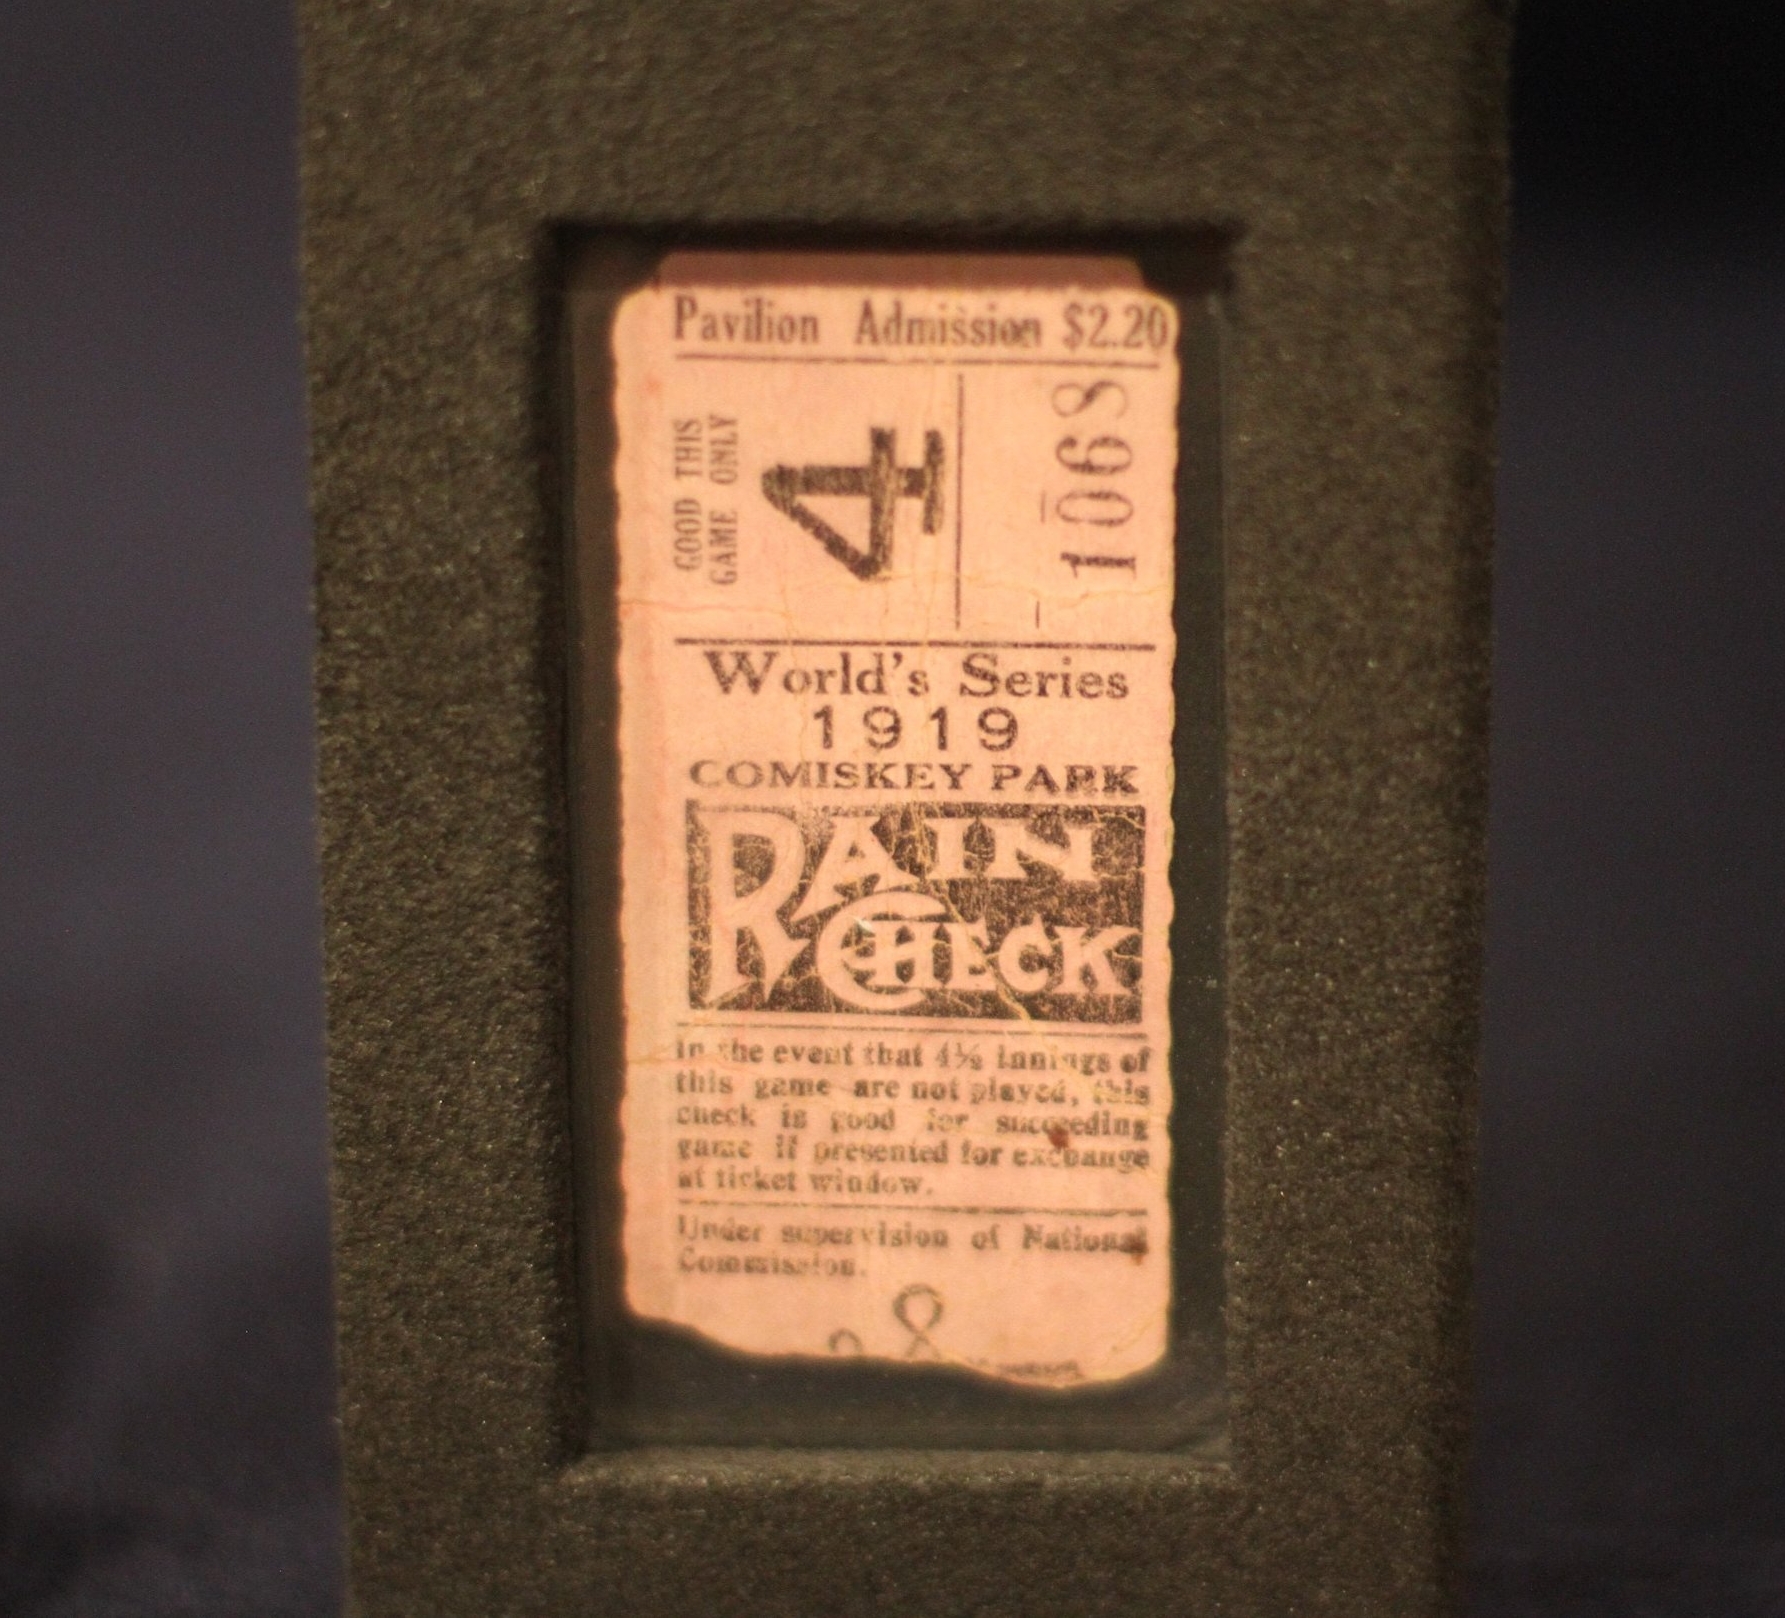 Pavilion Admission $2.20
GOOD THIS
GAME ONLY
4
1068
World's Series
1919
COMISKEY PARK
RAIN
CHECK
In the event that 4½ innings of
this game are not played, this
check is good for succeeding
game if presented for exchange
at ticket window.
Under supervision of National
Commission.